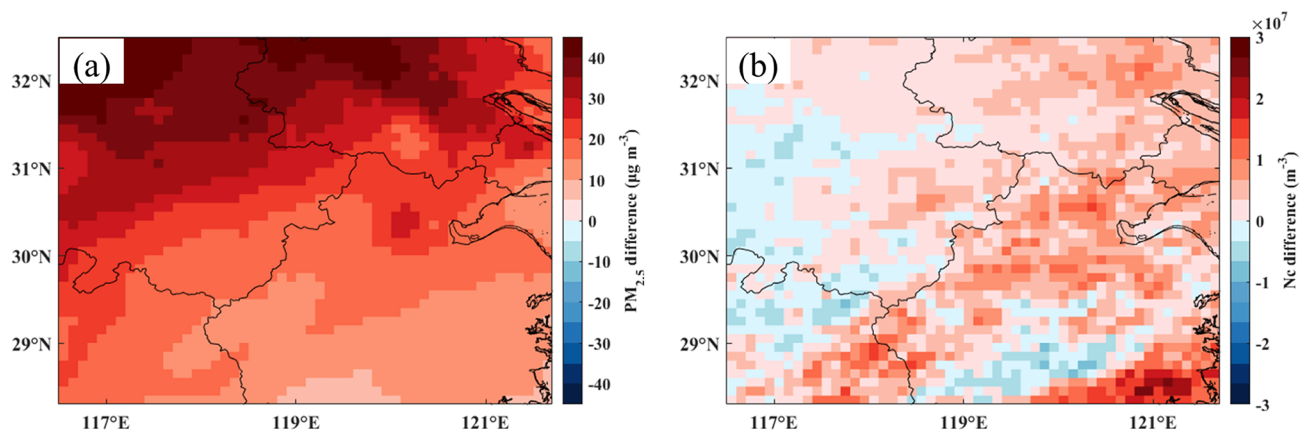 (a)
32°N
31°N
30°N
29°N
117°E
119°E
121°E
40
30
20
10
0
-10
-20
-30
-40
PM2.5 difference (µg m⁻³)
(b)
32°N
31°N
30°N
29°N
117°E
119°E
121°E
×10⁷
3
2
1
0
-1
-2
-3
Nc difference (m⁻³)